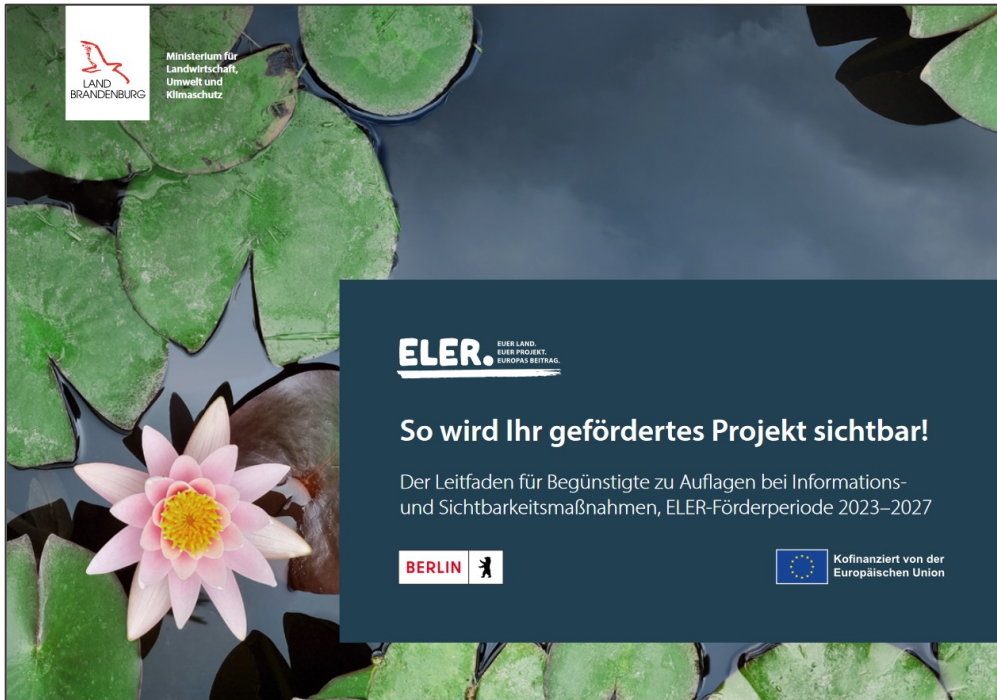 LAND
BRANDENBURG
Ministerium für
Landwirtschaft,
Umwelt und
Klimaschutz
ELER.
EUER LAND.
EUER PROJEKT.
EUROPAS BEITRAG.
So wird Ihr gefördertes Projekt sichtbar!
Der Leitfaden für Begünstigte zu Auflagen bei Informations-
und Sichtbarkeitsmaßnahmen, ELER-Förderperiode 2023–2027
BERLIN
Kofinanziert von der
Europäischen Union